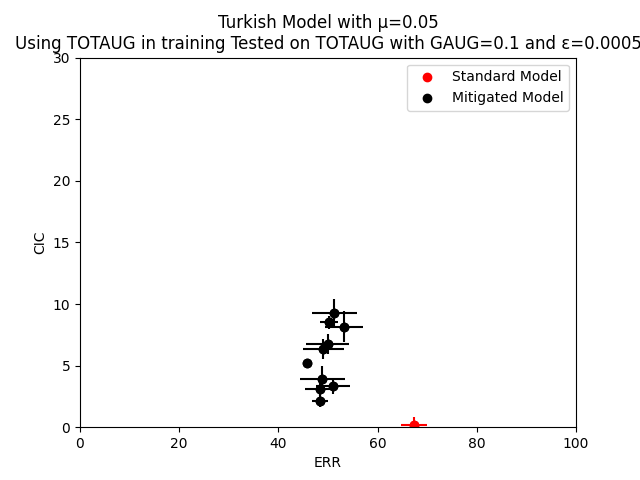 Turkish Model with μ=0.05
Using TOTAUG in training Tested on TOTAUG with GAUG=0.1 and ε=0.0005
Standard Model
Mitigated Model
30
25
20
15
10
5
0
CIC
0 20 40 60 80 100
ERR